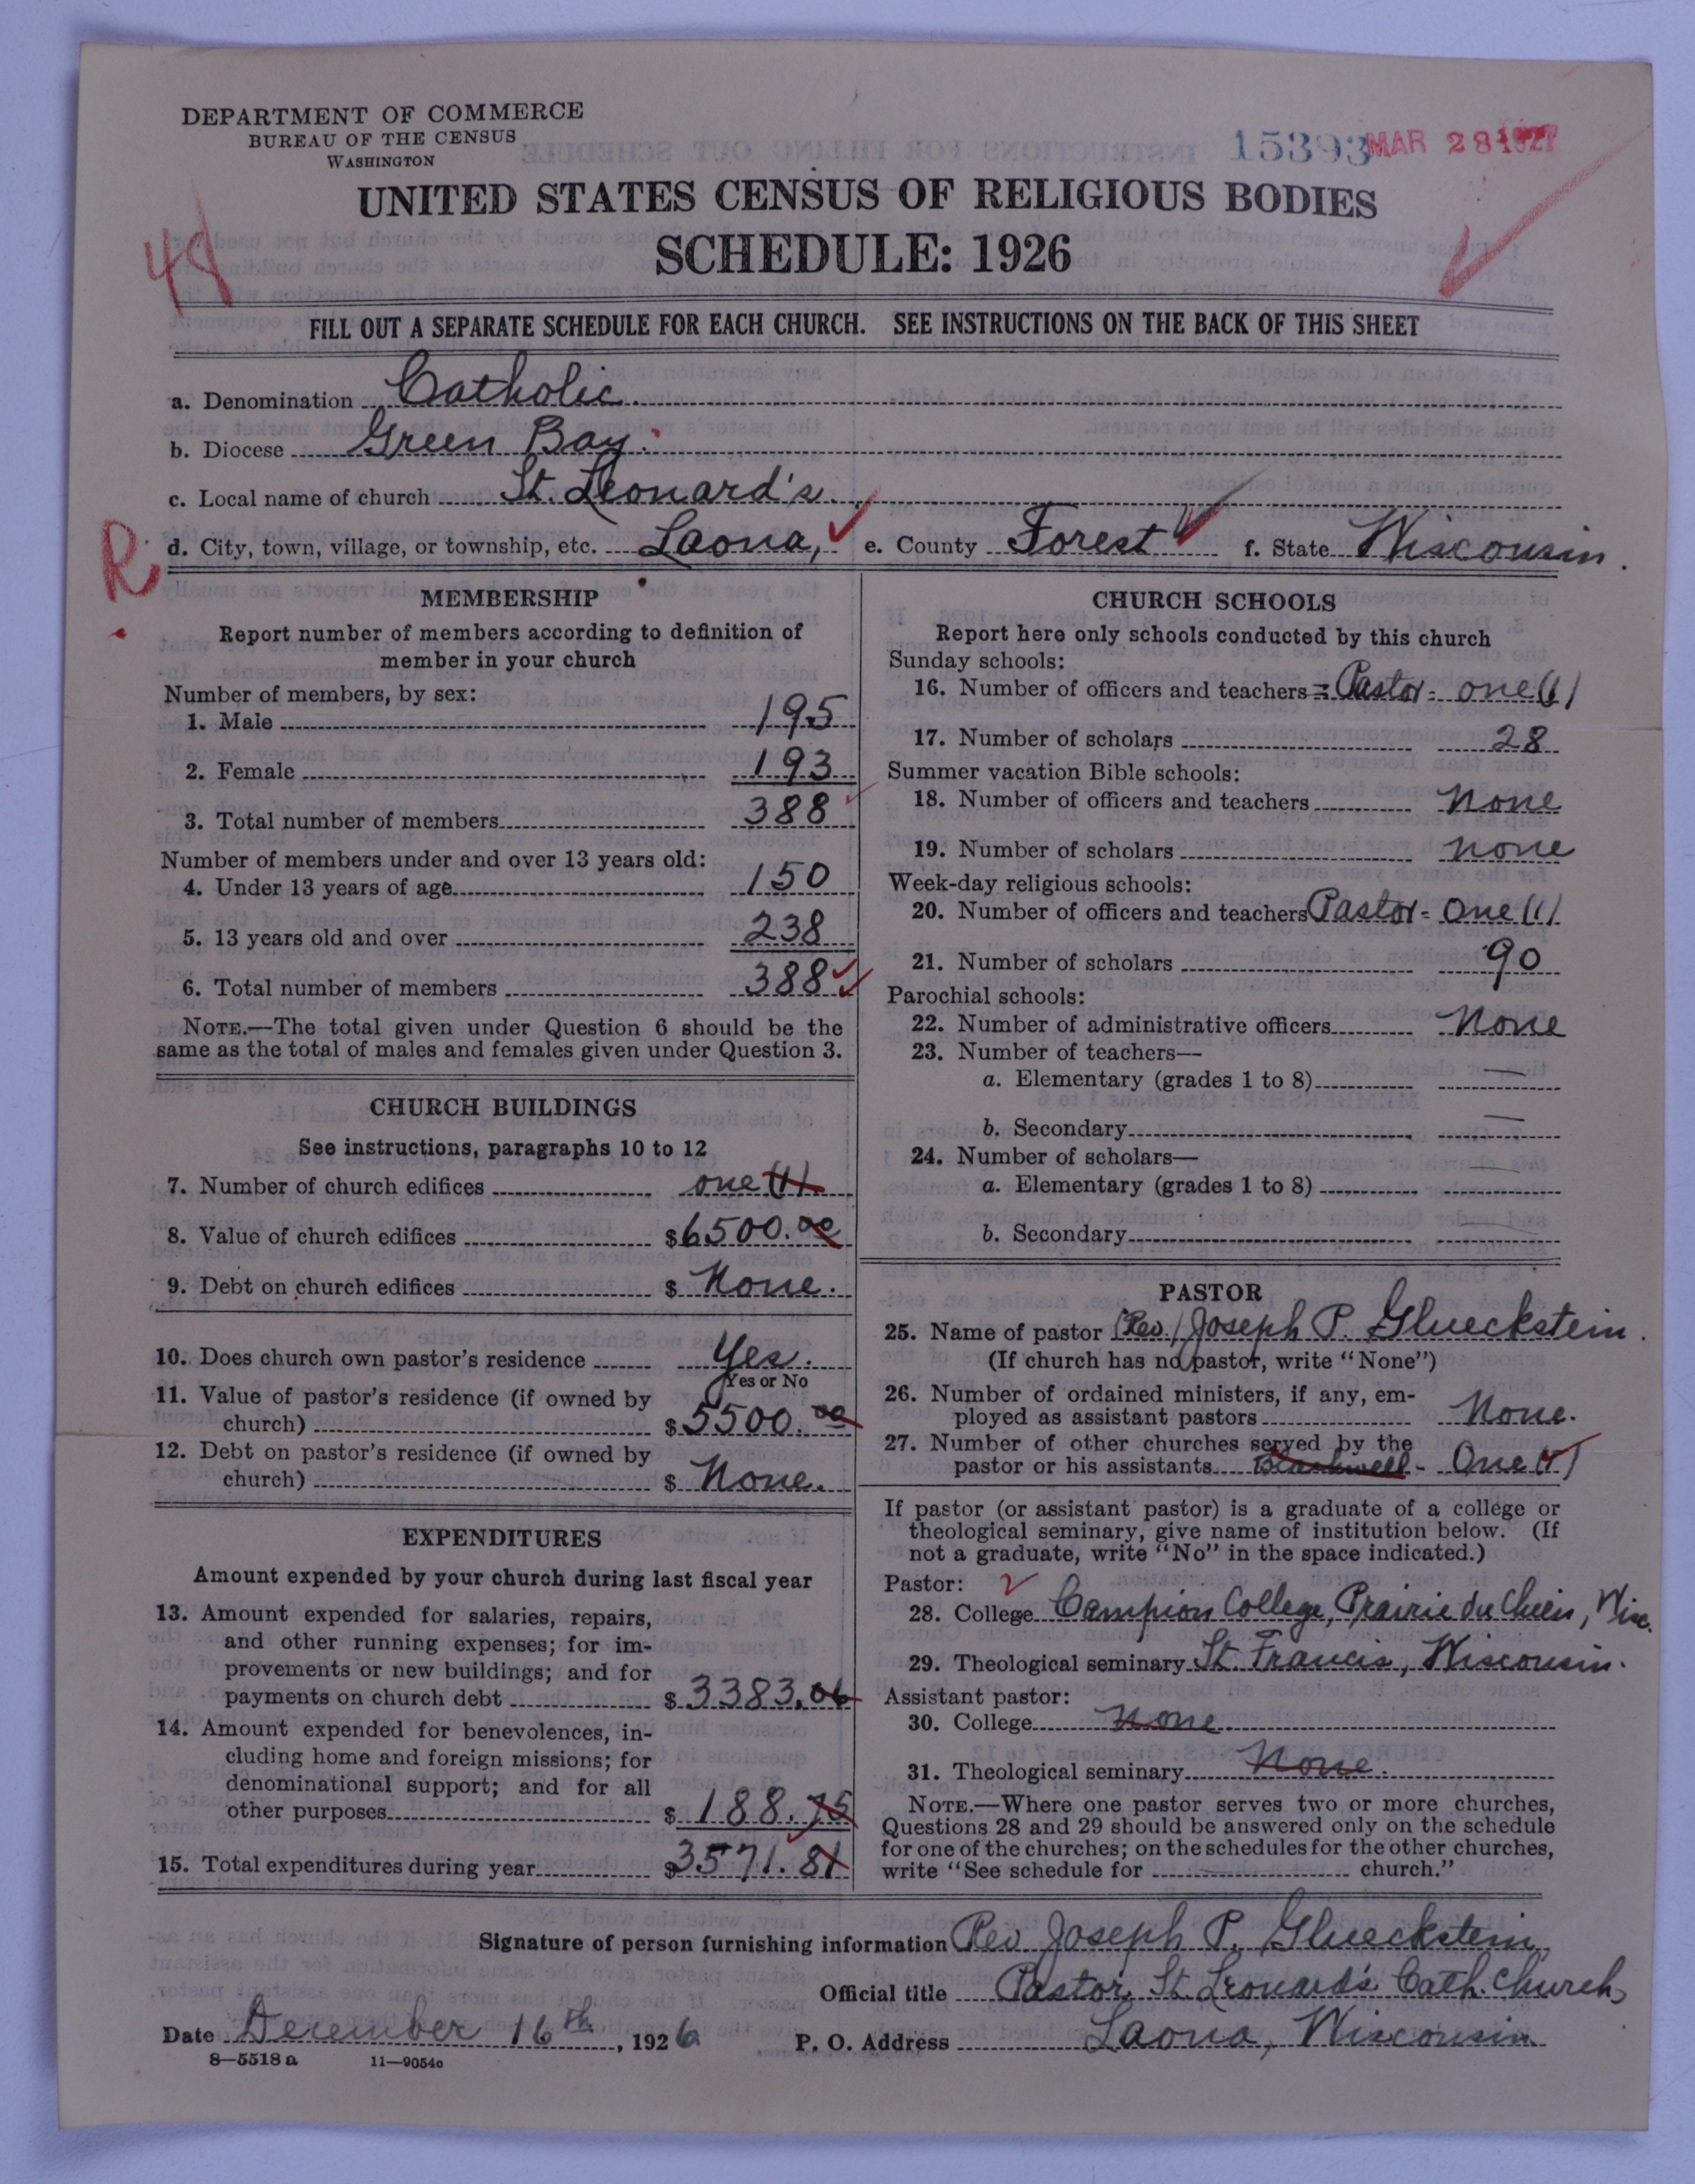 DEPARTMENT OF COMMERCE
BUREAU OF THE CENSUS
WASHINGTON
15393 MAR 28 1927
UNITED STATES CENSUS OF RELIGIOUS BODIES
SCHEDULE: 1926
48
FILL OUT A SEPARATE SCHEDULE FOR EACH CHURCH. SEE INSTRUCTIONS ON THE BACK OF THIS SHEET
a. Denomination Catholic.
b. Diocese Green Bay.
c. Local name of church St. Leonard's.
R d. City, town, village, or township, etc. Laona, e. County Forest f. State Wisconsin.
MEMBERSHIP
Report number of members according to definition of
member in your church
Number of members, by sex:
1. Male 195
2. Female 193
3. Total number of members 388
Number of members under and over 13 years old:
4. Under 13 years of age 150
5. 13 years old and over 238
6. Total number of members 388
NOTE.—The total given under Question 6 should be the
same as the total of males and females given under Question 3.
CHURCH BUILDINGS
See instructions, paragraphs 10 to 12
7. Number of church edifices one (1)
8. Value of church edifices $6500.00
9. Debt on church edifices $ None.
10. Does church own pastor's residence Yes.
Yes or No
11. Value of pastor's residence (if owned by
church) $5500.00
12. Debt on pastor's residence (if owned by
church) $ None.
EXPENDITURES
Amount expended by your church during last fiscal year
13. Amount expended for salaries, repairs,
and other running expenses; for im-
provements or new buildings; and for
payments on church debt $3383.06
14. Amount expended for benevolences, in-
cluding home and foreign missions; for
denominational support; and for all
other purposes $188.75
15. Total expenditures during year $3571.81
CHURCH SCHOOLS
Report here only schools conducted by this church
Sunday schools:
16. Number of officers and teachers = Pastor - one (1)
17. Number of scholars 28
Summer vacation Bible schools:
18. Number of officers and teachers None
19. Number of scholars None
Week-day religious schools:
20. Number of officers and teachers Pastor - One (1)
21. Number of scholars 90
Parochial schools:
22. Number of administrative officers None
23. Number of teachers—
a. Elementary (grades 1 to 8) —
b. Secondary —
24. Number of scholars—
a. Elementary (grades 1 to 8) —
b. Secondary —
PASTOR
25. Name of pastor (Rev.) Joseph P. Glueckstein.
(If church has no pastor, write "None")
26. Number of ordained ministers, if any, em-
ployed as assistant pastors None.
27. Number of other churches served by the
pastor or his assistants Blackwell - One (1)
If pastor (or assistant pastor) is a graduate of a college or
theological seminary, give name of institution below. (If
not a graduate, write "No" in the space indicated.)
Pastor:
28. College Campion College, Prairie du Chien, Wisc.
29. Theological seminary St. Francis, Wisconsin.
Assistant pastor:
30. College None.
31. Theological seminary None.
NOTE.—Where one pastor serves two or more churches,
Questions 28 and 29 should be answered only on the schedule
for one of the churches; on the schedules for the other churches,
write "See schedule for ——— church."
Signature of person furnishing information Rev Joseph P. Glueckstein,
Official title Pastor, St. Leonard's Cath. Church,
Date December 16th, 1926 P. O. Address Laona, Wisconsin
8—5518 a 11—9054c